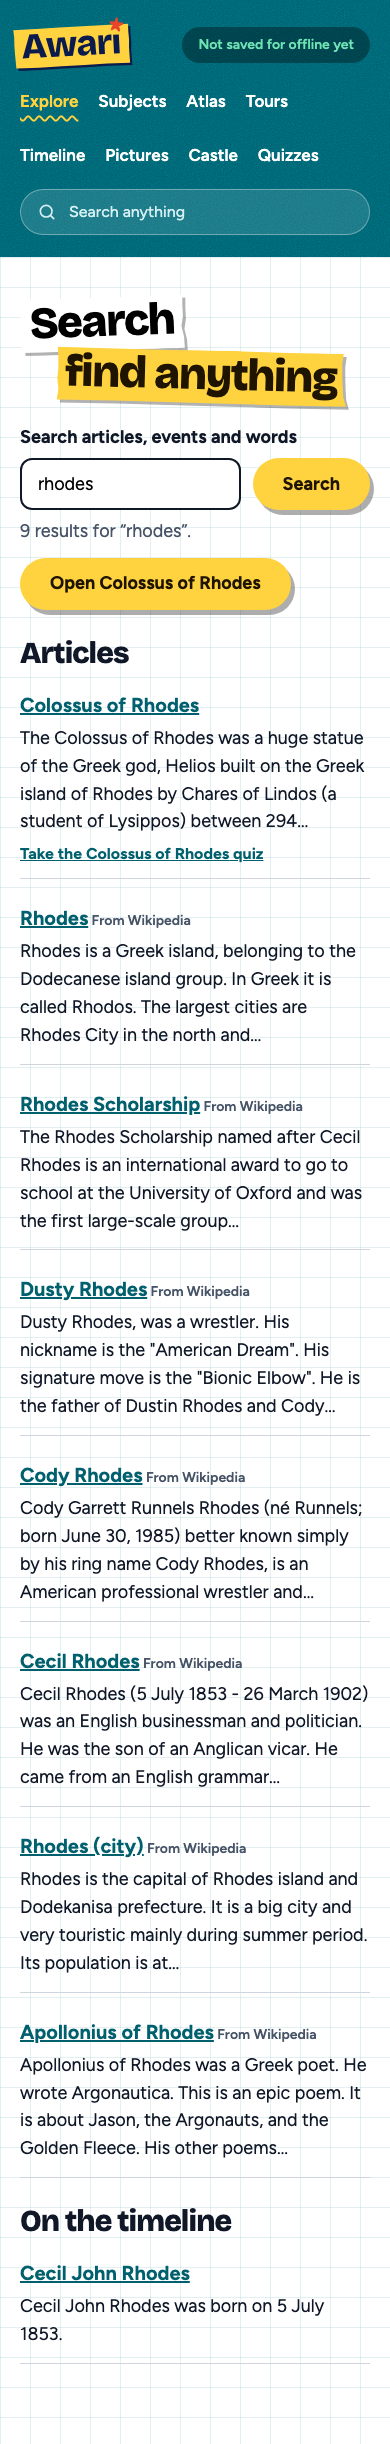 Awari
Not saved for offline yet
Explore Subjects Atlas Tours
Timeline Pictures Castle Quizzes
Search anything
Search
find anything
Search articles, events and words
rhodes Search
9 results for “rhodes”.
Open Colossus of Rhodes
Articles
Colossus of Rhodes
The Colossus of Rhodes was a huge statue
of the Greek god, Helios built on the Greek
island of Rhodes by Chares of Lindos (a
student of Lysippos) between 294...
Take the Colossus of Rhodes quiz
Rhodes From Wikipedia
Rhodes is a Greek island, belonging to the
Dodecanese island group. In Greek it is
called Rhodos. The largest cities are
Rhodes City in the north and...
Rhodes Scholarship From Wikipedia
The Rhodes Scholarship named after Cecil
Rhodes is an international award to go to
school at the University of Oxford and was
the first large-scale group...
Dusty Rhodes From Wikipedia
Dusty Rhodes, was a wrestler. His
nickname is the "American Dream". His
signature move is the "Bionic Elbow". He is
the father of Dustin Rhodes and Cody...
Cody Rhodes From Wikipedia
Cody Garrett Runnels Rhodes (né Runnels;
born June 30, 1985) better known simply
by his ring name Cody Rhodes, is an
American professional wrestler and...
Cecil Rhodes From Wikipedia
Cecil Rhodes (5 July 1853 - 26 March 1902)
was an English businessman and politician.
He was the son of an Anglican vicar. He
came from an English grammar...
Rhodes (city) From Wikipedia
Rhodes is the capital of Rhodes island and
Dodekanisa prefecture. It is a big city and
very touristic mainly during summer period.
Its population is at...
Apollonius of Rhodes From Wikipedia
Apollonius of Rhodes was a Greek poet. He
wrote Argonautica. This is an epic poem. It
is about Jason, the Argonauts, and the
Golden Fleece. His other poems...
On the timeline
Cecil John Rhodes
Cecil John Rhodes was born on 5 July
1853.